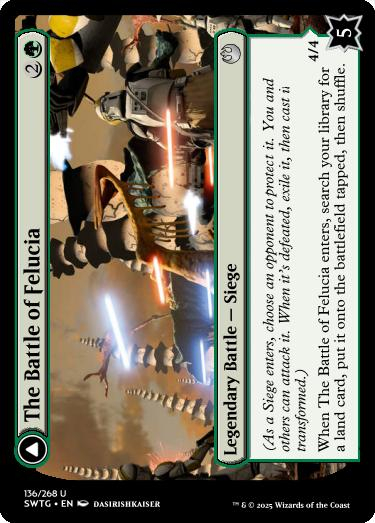 The Battle of Felucia
2
Legendary Battle — Siege
(As a Siege enters, choose an opponent to protect it. You and
others can attack it. When it's defeated, exile it, then cast it
transformed.)
When The Battle of Felucia enters, search your library for
a land card, put it onto the battlefield tapped, then shuffle.
4/4
5
136/268 U
SWTG • EN DASIRISHKAISER
™ & © 2025 Wizards of the Coast